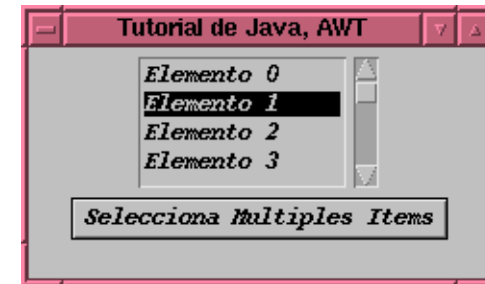 Tutorial de Java, AWT
Elemento 0
Elemento 1
Elemento 2
Elemento 3
Selecciona Multiples Items